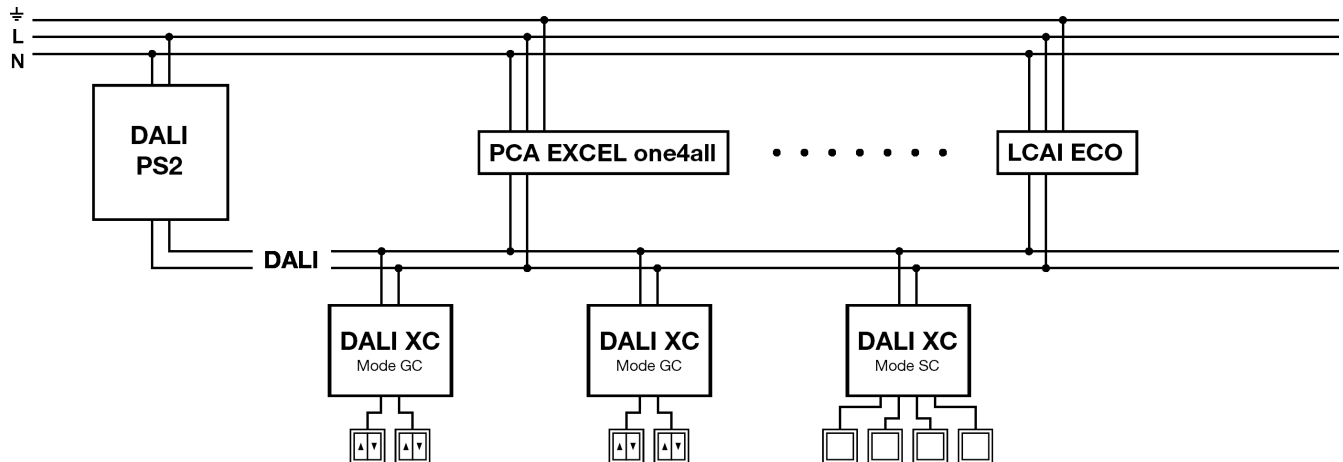 L
N
DALI
PS2
PCA EXCEL one4all
LCAI ECO
DALI
DALI XC
Mode GC
DALI XC
Mode GC
DALI XC
Mode SC